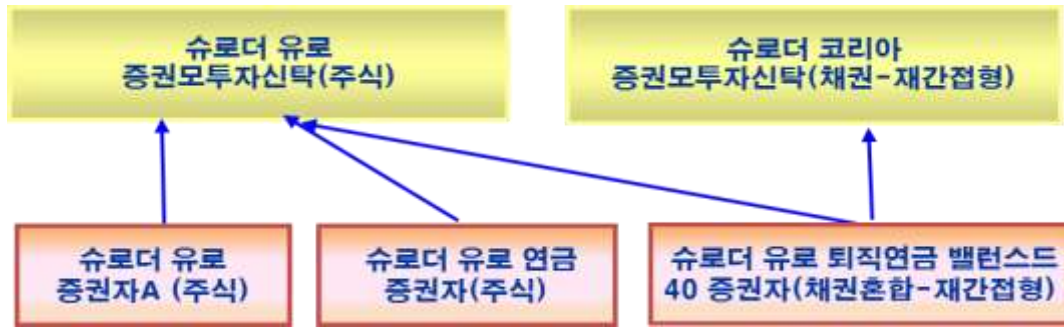 슈로더 유로
증권모투자신탁(주식)
슈로더 코리아
증권모투자신탁(채권-재간접형)
슈로더 유로
증권자A (주식)
슈로더 유로 연금
증권자(주식)
슈로더 유로 퇴직연금 밸런스드
40 증권자(채권혼합-재간접형)